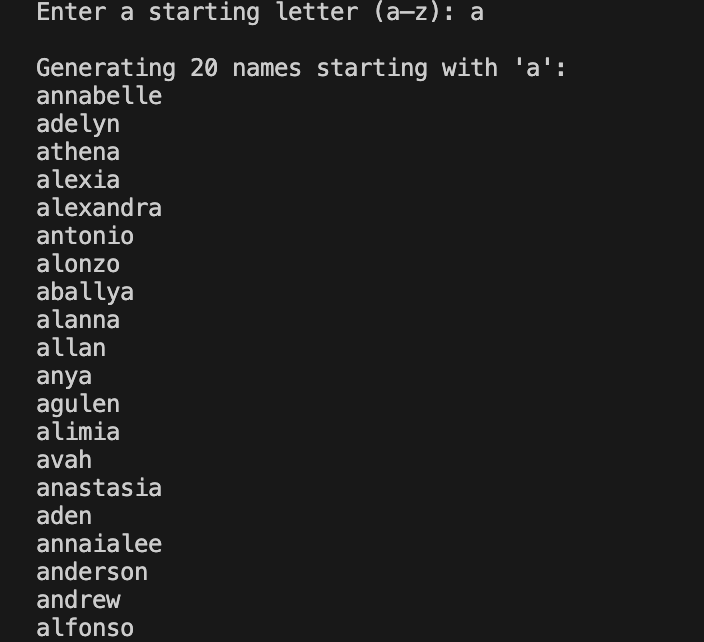 Enter a starting letter (a–z): a
Generating 20 names starting with 'a':
annabelle
adelyn
athena
alexia
alexandra
antonio
alonzo
aballya
alanna
allan
anya
agulen
alimia
avah
anastasia
aden
annaialee
anderson
andrew
alfonso